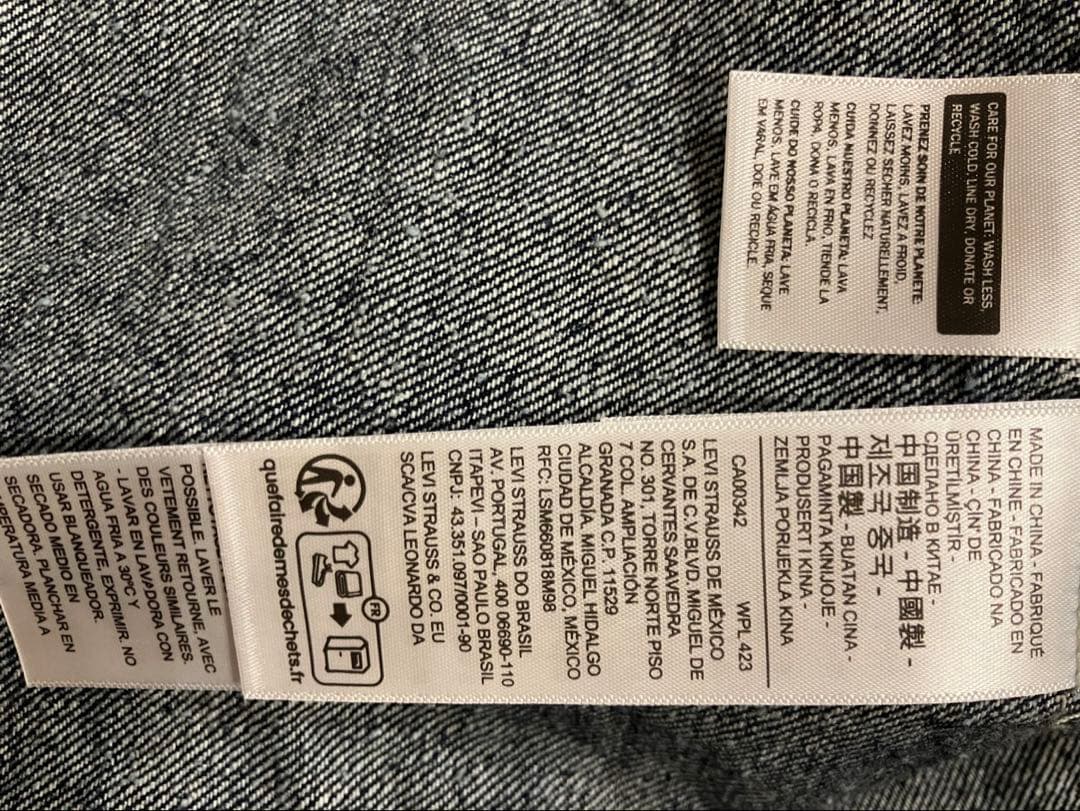 CARE FOR OUR PLANET: WASH LESS,
WASH COLD, LINE DRY, DONATE OR
RECYCLE.
PRENEZ SOIN DE NOTRE PLANETE:
LAVEZ MOINS, LAVEZ A FROID,
LAISSEZ SECHER NATURELLEMENT,
DONNEZ OU RECYCLEZ
CUIDA NUESTRO PLANETA: LAVA
MENOS, LAVA EN FRIO, TIENDE LA
ROPA, DONA O RECICLA.
CUIDE DO NOSSO PLANETA: LAVE
MENOS, LAVE EM ÁGUA FRIA, SEQUE
EM VARAL, DOE OU RECICLE.
MADE IN CHINA - FABRIQUÉ
EN CHINE - FABRICADO EN
CHINA - FABRICADO NA
CHINA - ÇIN'DE
ÜRETİLMİŞTİR -
СДЕЛАНО В КИТАЕ -
中国制造 - 中國製 -
제조국 중국 -
中国製 - BUATAN CINA -
PAGAMINTA KINIJOJE -
PRODUSERT I KINA -
ZEMLJA PORIJEKLA KINA
CA00342 WPL 423
LEVI STRAUSS DE MÉXICO
S.A. DE C.V.BLVD. MIGUEL DE
CERVANTES SAAVEDRA
NO. 301, TORRE NORTE PISO
7 COL. AMPLIACIÓN
GRANADA C.P. 11529
ALCALDÍA. MIGUEL HIDALGO
CIUDAD DE MÉXICO, MÉXICO
RFC: LSM660818M98
LEVI STRAUSS DO BRASIL
AV. PORTUGAL, 400 06690-110
ITAPEVI – SAO PAULO BRASIL
CNPJ: 43.351.097/0001-90
LEVI STRAUSS & CO. EU
SCA/CVA LEONARDO DA
FR
quefairedemesdechets.fr
POSSIBLE. LAVER LE
VETEMENT RETOURNE, AVEC
DES COULEURS SIMILAIRES.
- LAVAR EN LAVADORA CON
AGUA FRIA A 30ºC Y
DETERGENTE. EXPRIMIR. NO
USAR BLANQUEADOR.
SECADO MEDIO EN
SECADORA. PLANCHAR EN
MEDIA A